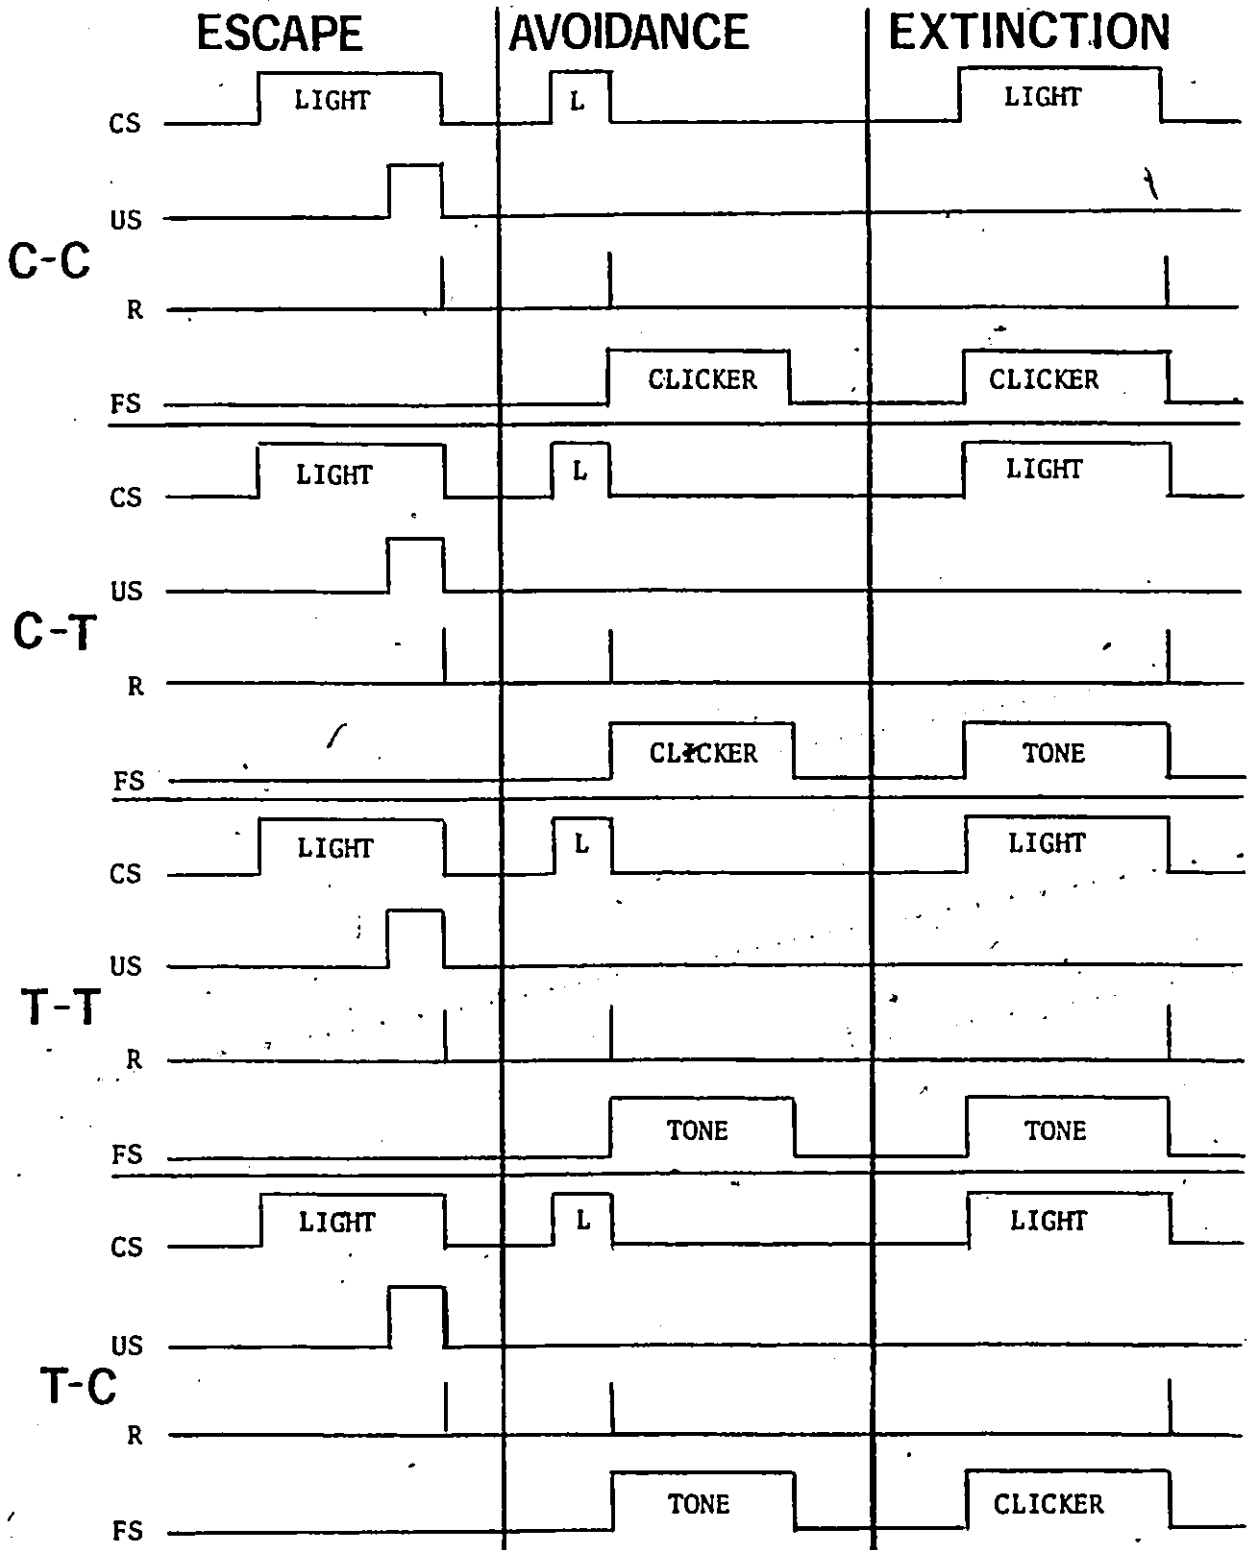 ESCAPE AVOIDANCE EXTINCTION
CS LIGHT L LIGHT
US
C-C
R
FS CLICKER CLICKER
CS LIGHT L LIGHT
US
C-T
R
FS CLICKER TONE
CS LIGHT L LIGHT
US
T-T
R
FS TONE TONE
CS LIGHT L LIGHT
US
T-C
R
FS TONE CLICKER